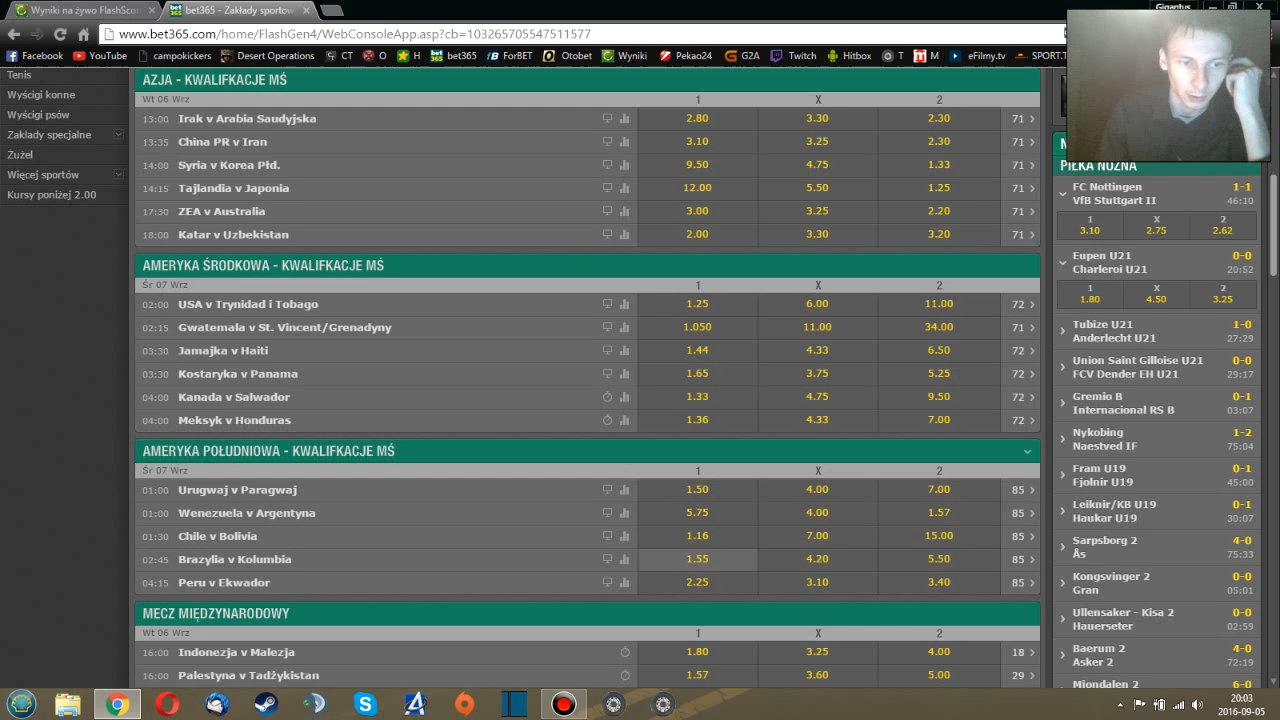 Wyniki na żywo FlashScor
bet365 - Zakłady sportow
Gigantus
www.bet365.com/home/FlashGen4/WebConsoleApp.asp?cb=103265705547511577
Facebook YouTube campokickers Desert Operations CT O H bet365 ForBET Otobet Wyniki Pekao24 G2A Twitch Hitbox T M eFilmy.tv SPORT.T
Tenis
Wyścigi konne
Wyścigi psów
Zakłady specjalne
Żużel
Więcej sportów
Kursy poniżej 2.00
AZJA - KWALIFKACJE MŚ
Wt 06 Wrz 1 X 2
13:00 Irak v Arabia Saudyjska 2.80 3.30 2.30 71
13:35 China PR v Iran 3.10 3.25 2.30 71
14:00 Syria v Korea Płd. 9.50 4.75 1.33 71
14:15 Tajlandia v Japonia 12.00 5.50 1.25 71
17:30 ZEA v Australia 3.00 3.25 2.20 71
18:00 Katar v Uzbekistan 2.00 3.30 3.20 71
AMERYKA ŚRODKOWA - KWALIFKACJE MŚ
Śr 07 Wrz 1 X 2
02:00 USA v Trynidad i Tobago 1.25 6.00 11.00 72
02:15 Gwatemala v St. Vincent/Grenadyny 1.050 11.00 34.00 71
03:30 Jamajka v Haiti 1.44 4.33 6.50 72
03:30 Kostaryka v Panama 1.65 3.75 5.25 72
04:00 Kanada v Salwador 1.33 4.75 9.50 72
04:00 Meksyk v Honduras 1.36 4.33 7.00 72
AMERYKA POŁUDNIOWA - KWALIFKACJE MŚ
Śr 07 Wrz 1 X 2
01:00 Urugwaj v Paragwaj 1.50 4.00 7.00 85
01:00 Wenezuela v Argentyna 5.75 4.00 1.57 85
01:30 Chile v Bolivia 1.16 7.00 15.00 85
02:45 Brazylia v Kolumbia 1.55 4.20 5.50 85
04:15 Peru v Ekwador 2.25 3.10 3.40 85
MECZ MIĘDZYNARODOWY
Wt 06 Wrz 1 X 2
16:00 Indonezja v Malezja 1.80 3.25 4.00 18
16:00 Palestyna v Tadżykistan 1.57 3.60 5.00 29
PIŁKA NOŻNA
FC Nottingen 1-1
VfB Stuttgart II 46:10
1 X 2
3.10 2.75 2.62
Eupen U21 0-0
Charleroi U21 20:52
1 X 2
1.80 4.50 3.25
Tubize U21 1-0
Anderlecht U21 27:29
Union Saint Gilloise U21 0-0
FCV Dender EH U21 29:17
Gremio B 0-1
Internacional RS B 03:07
Nykobing 1-2
Naestved IF 75:04
Fram U19 0-1
Fjolnir U19 45:00
Leiknir/KB U19 0-1
Haukar U19 30:07
Sarpsborg 2 4-0
Ås 75:33
Kongsvinger 2 0-0
Gran 05:01
Ullensaker - Kisa 2 0-0
Hauerseter 02:59
Baerum 2 4-0
Asker 2 72:19
Miondalen 2 6-0
20:03
2016-09-05